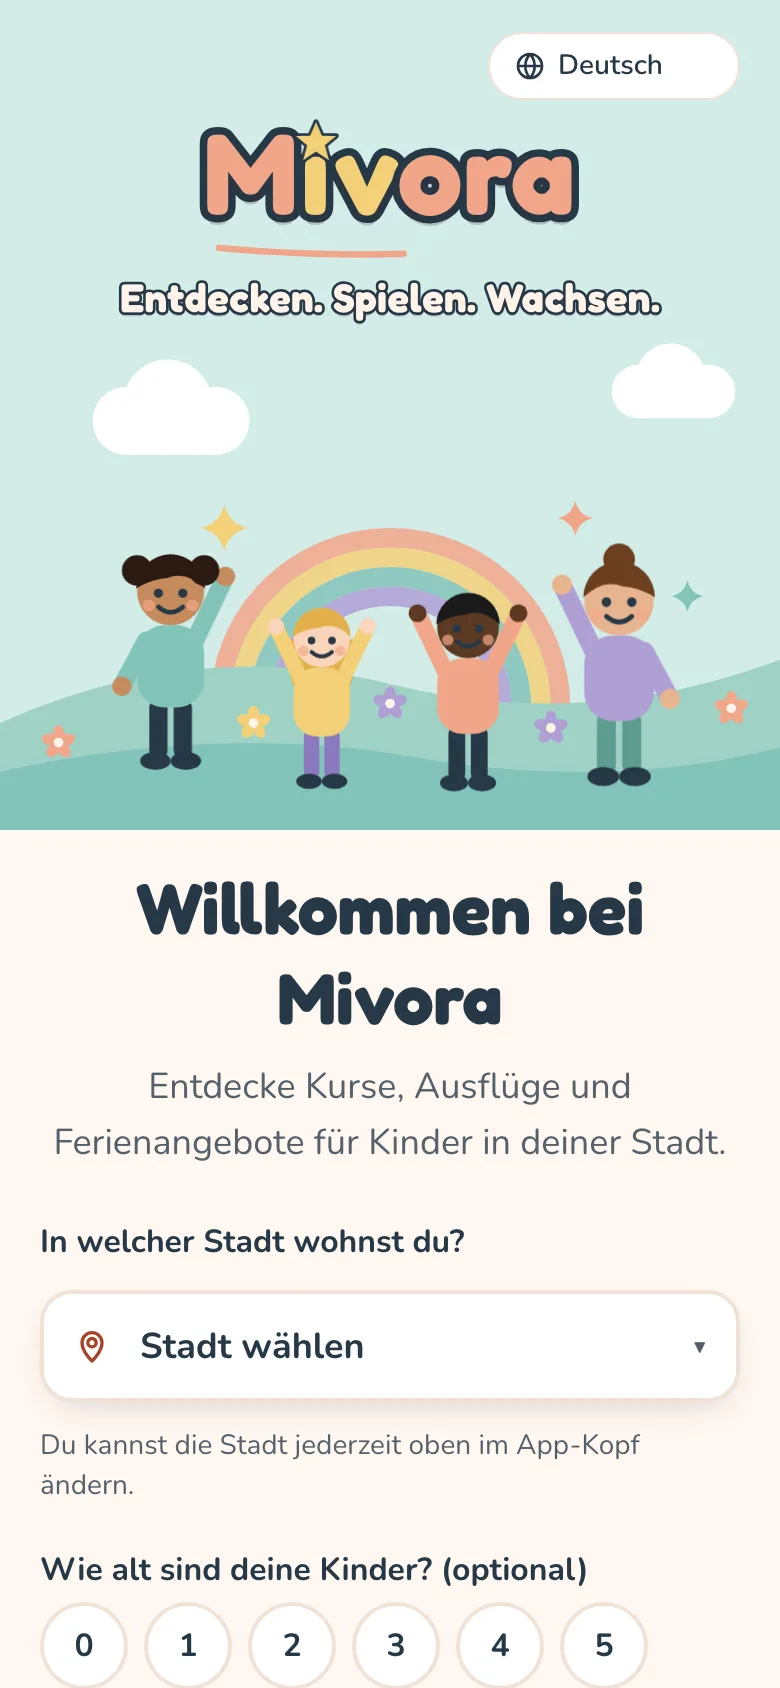 Deutsch
Mivora
Entdecken. Spielen. Wachsen.
Willkommen bei
Mivora
Entdecke Kurse, Ausflüge und
Ferienangebote für Kinder in deiner Stadt.
In welcher Stadt wohnst du?
Stadt wählen
Du kannst die Stadt jederzeit oben im App-Kopf
ändern.
Wie alt sind deine Kinder? (optional)
0 1 2 3 4 5